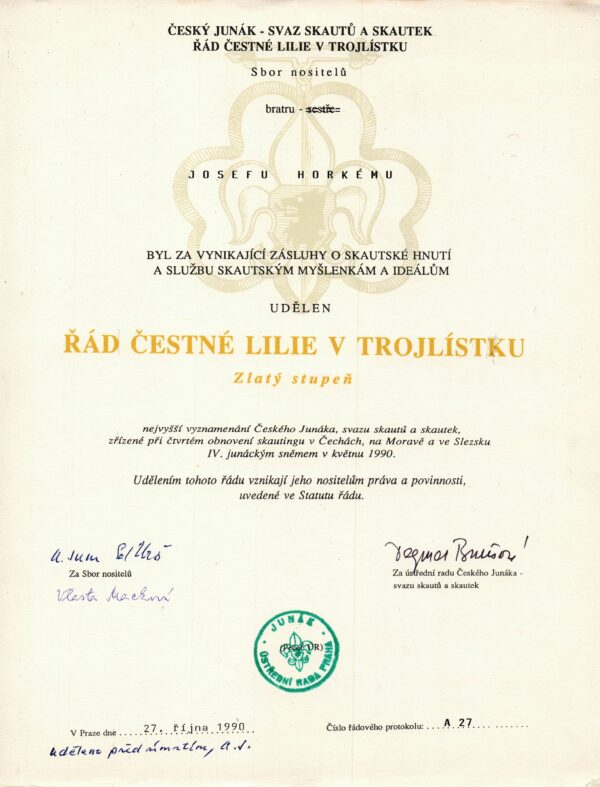 ČESKÝ JUNÁK - SVAZ SKAUTŮ A SKAUTEK
ŘÁD ČESTNÉ LILIE V TROJLÍSTKU
Sbor nositelů
bratru - sestře
JOSEFU HORKÉMU
BYL ZA VYNIKAJÍCÍ ZÁSLUHY O SKAUTSKÉ HNUTÍ
A SLUŽBU SKAUTSKÝM MYŠLENKÁM A IDEÁLŮM
UDĚLEN
ŘÁD ČESTNÉ LILIE V TROJLÍSTKU
Zlatý stupeň
nejvyšší vyznamenání Českého Junáka, svazu skautů a skautek,
zřízené při čtvrtém obnovení skautingu v Čechách, na Moravě a ve Slezsku
IV. junáckým sněmem v květnu 1990.
Udělením tohoto řádu vznikají jeho nositelům práva a povinnosti,
uvedené ve Statutu řádu.
Dagmar
Za Sbor nositelů
Za ústřední radu Českého Junáka -
svazu skautů a skautek
Vlasta Macková
JUNÁK
(Pečeť ÚR)
ÚSTŘEDNÍ RADA PRAHA
V Praze dne 27. října 1990
Číslo řádového protokolu: A 27
uděleno před